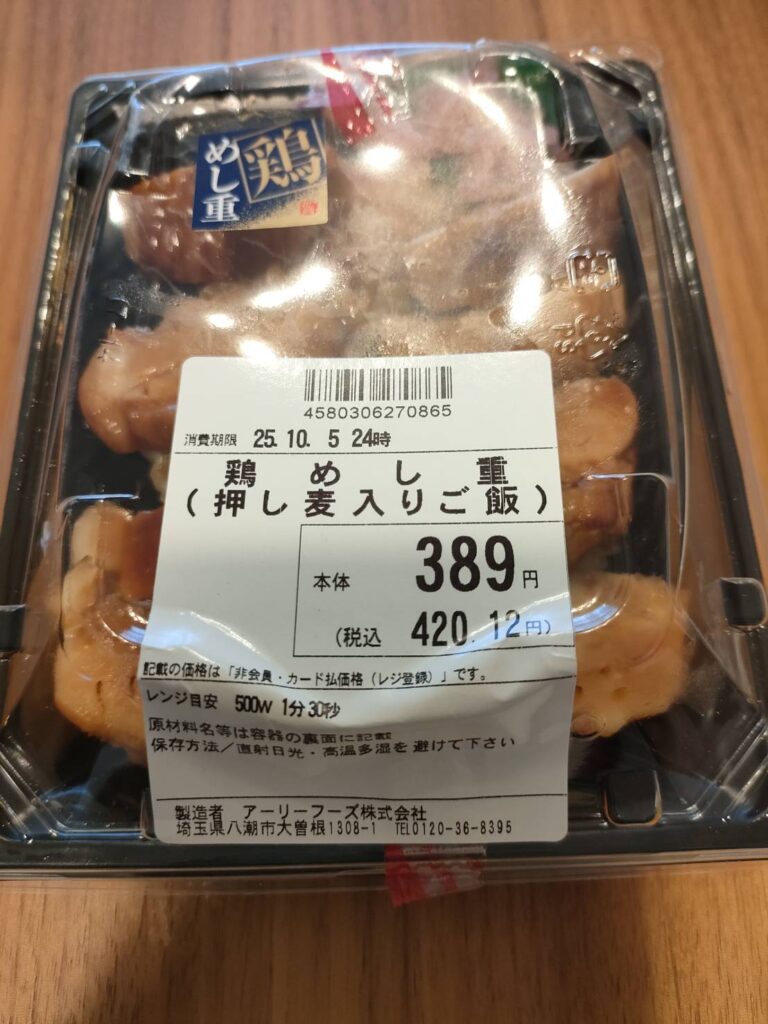 鶏
めし重
4580306270865
消費期限 25.10. 5 24時
鶏めし重
(押し麦入りご飯)
本体 389円
(税込 420.12円)
記載の価格は「非会員・カード払価格(レジ登録)」です。
レンジ目安 500W 1分30秒
原材料名等は容器の裏面に記載
保存方法/直射日光・高温多湿を避けて下さい
製造者 アーリーフーズ株式会社
埼玉県八潮市大曽根1308-1 TEL0120-36-8395